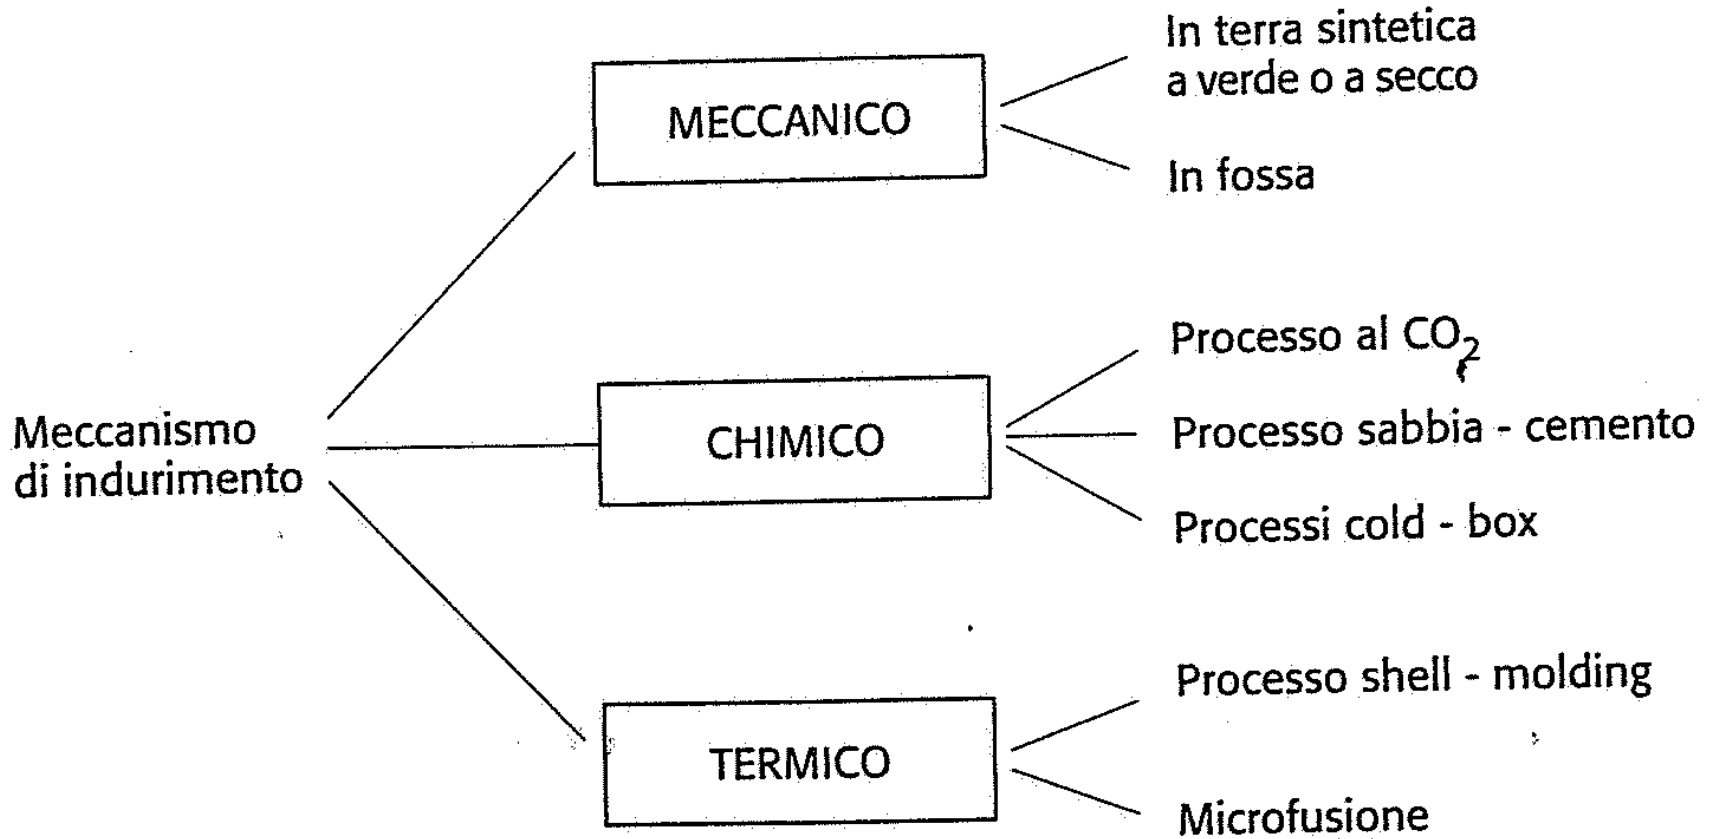 In terra sintetica
a verde o a secco
MECCANICO
In fossa
Processo al CO2
Meccanismo
di indurimento
CHIMICO
Processo sabbia - cemento
Processi cold - box
Processo shell - molding
TERMICO
Microfusione